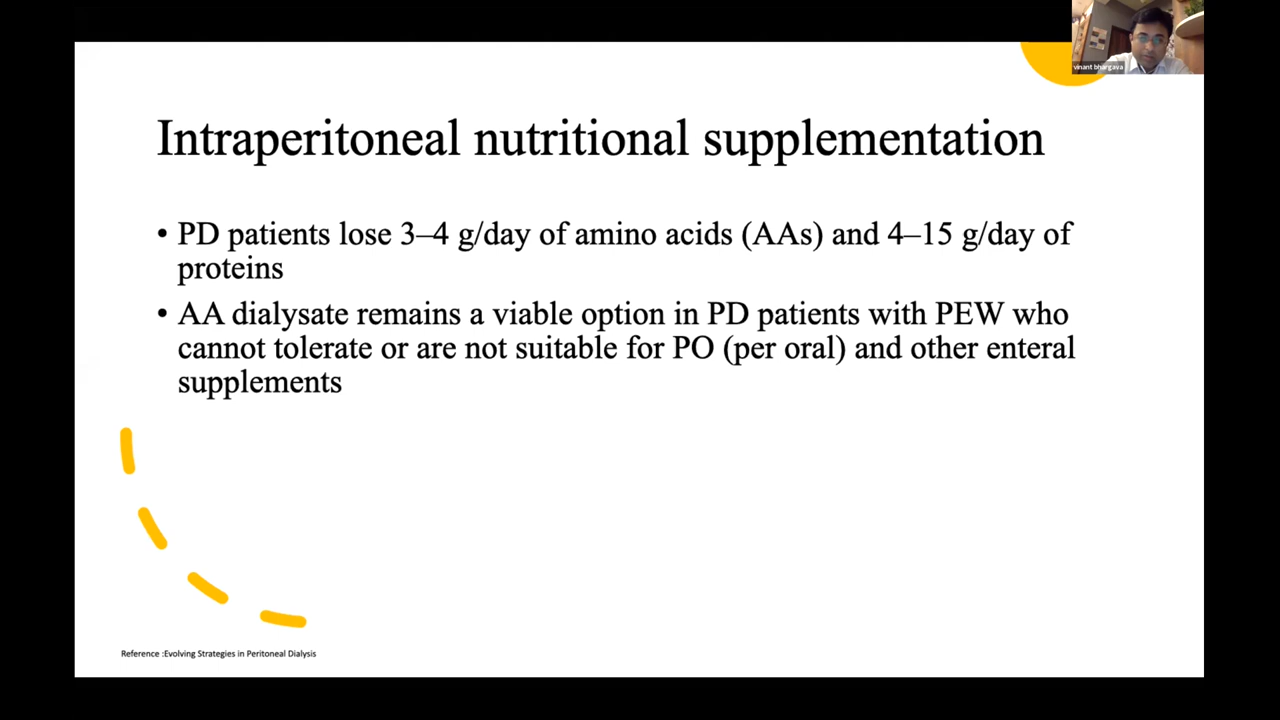 vinant bhargava
Intraperitoneal nutritional supplementation
• PD patients lose 3–4 g/day of amino acids (AAs) and 4–15 g/day of
proteins
• AA dialysate remains a viable option in PD patients with PEW who
cannot tolerate or are not suitable for PO (per oral) and other enteral
supplements
Reference :Evolving Strategies in Peritoneal Dialysis